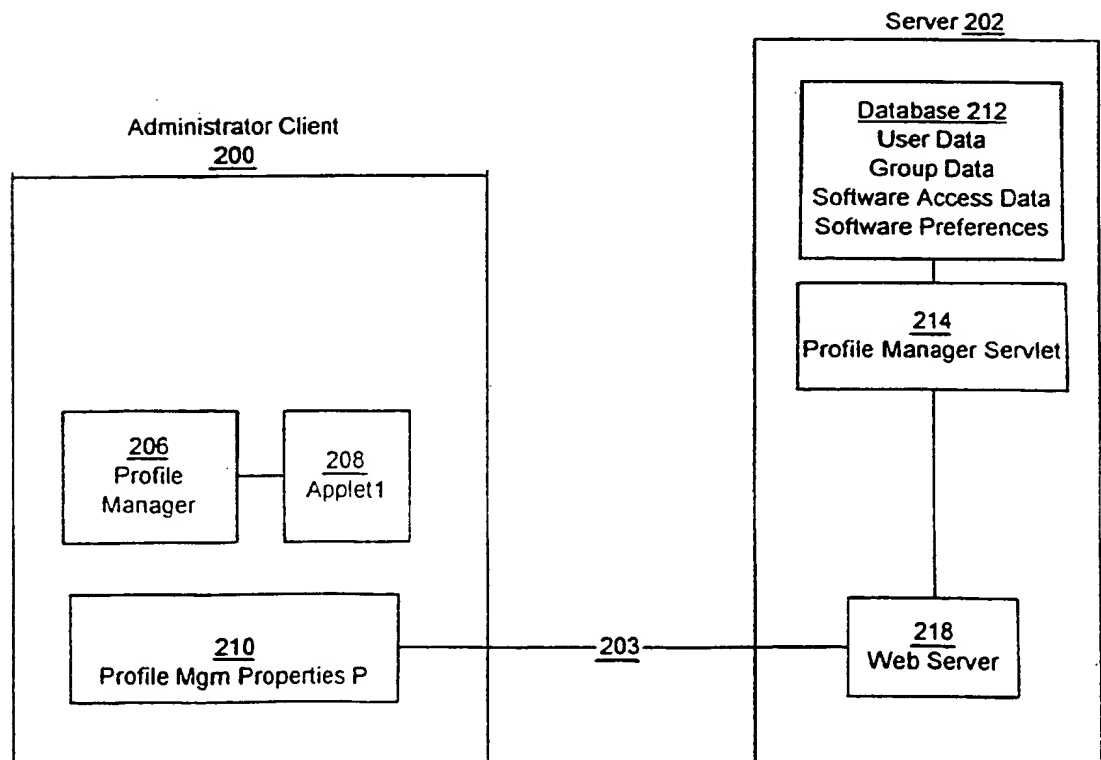 Server 202
Database 212
User Data
Group Data
Software Access Data
Software Preferences
214
Profile Manager Servlet
218
Web Server
Administrator Client
200
206
Profile
Manager
208
Applet1
210
Profile Mgm Properties P
203